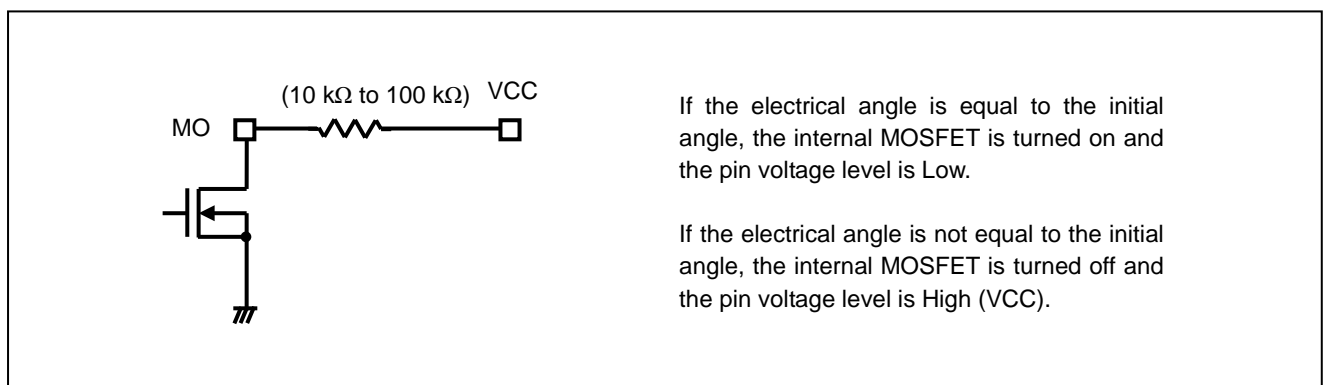 (10 kΩ to 100 kΩ) VCC
MO
If the electrical angle is equal to the initial
angle, the internal MOSFET is turned on and
the pin voltage level is Low.
If the electrical angle is not equal to the initial
angle, the internal MOSFET is turned off and
the pin voltage level is High (VCC).